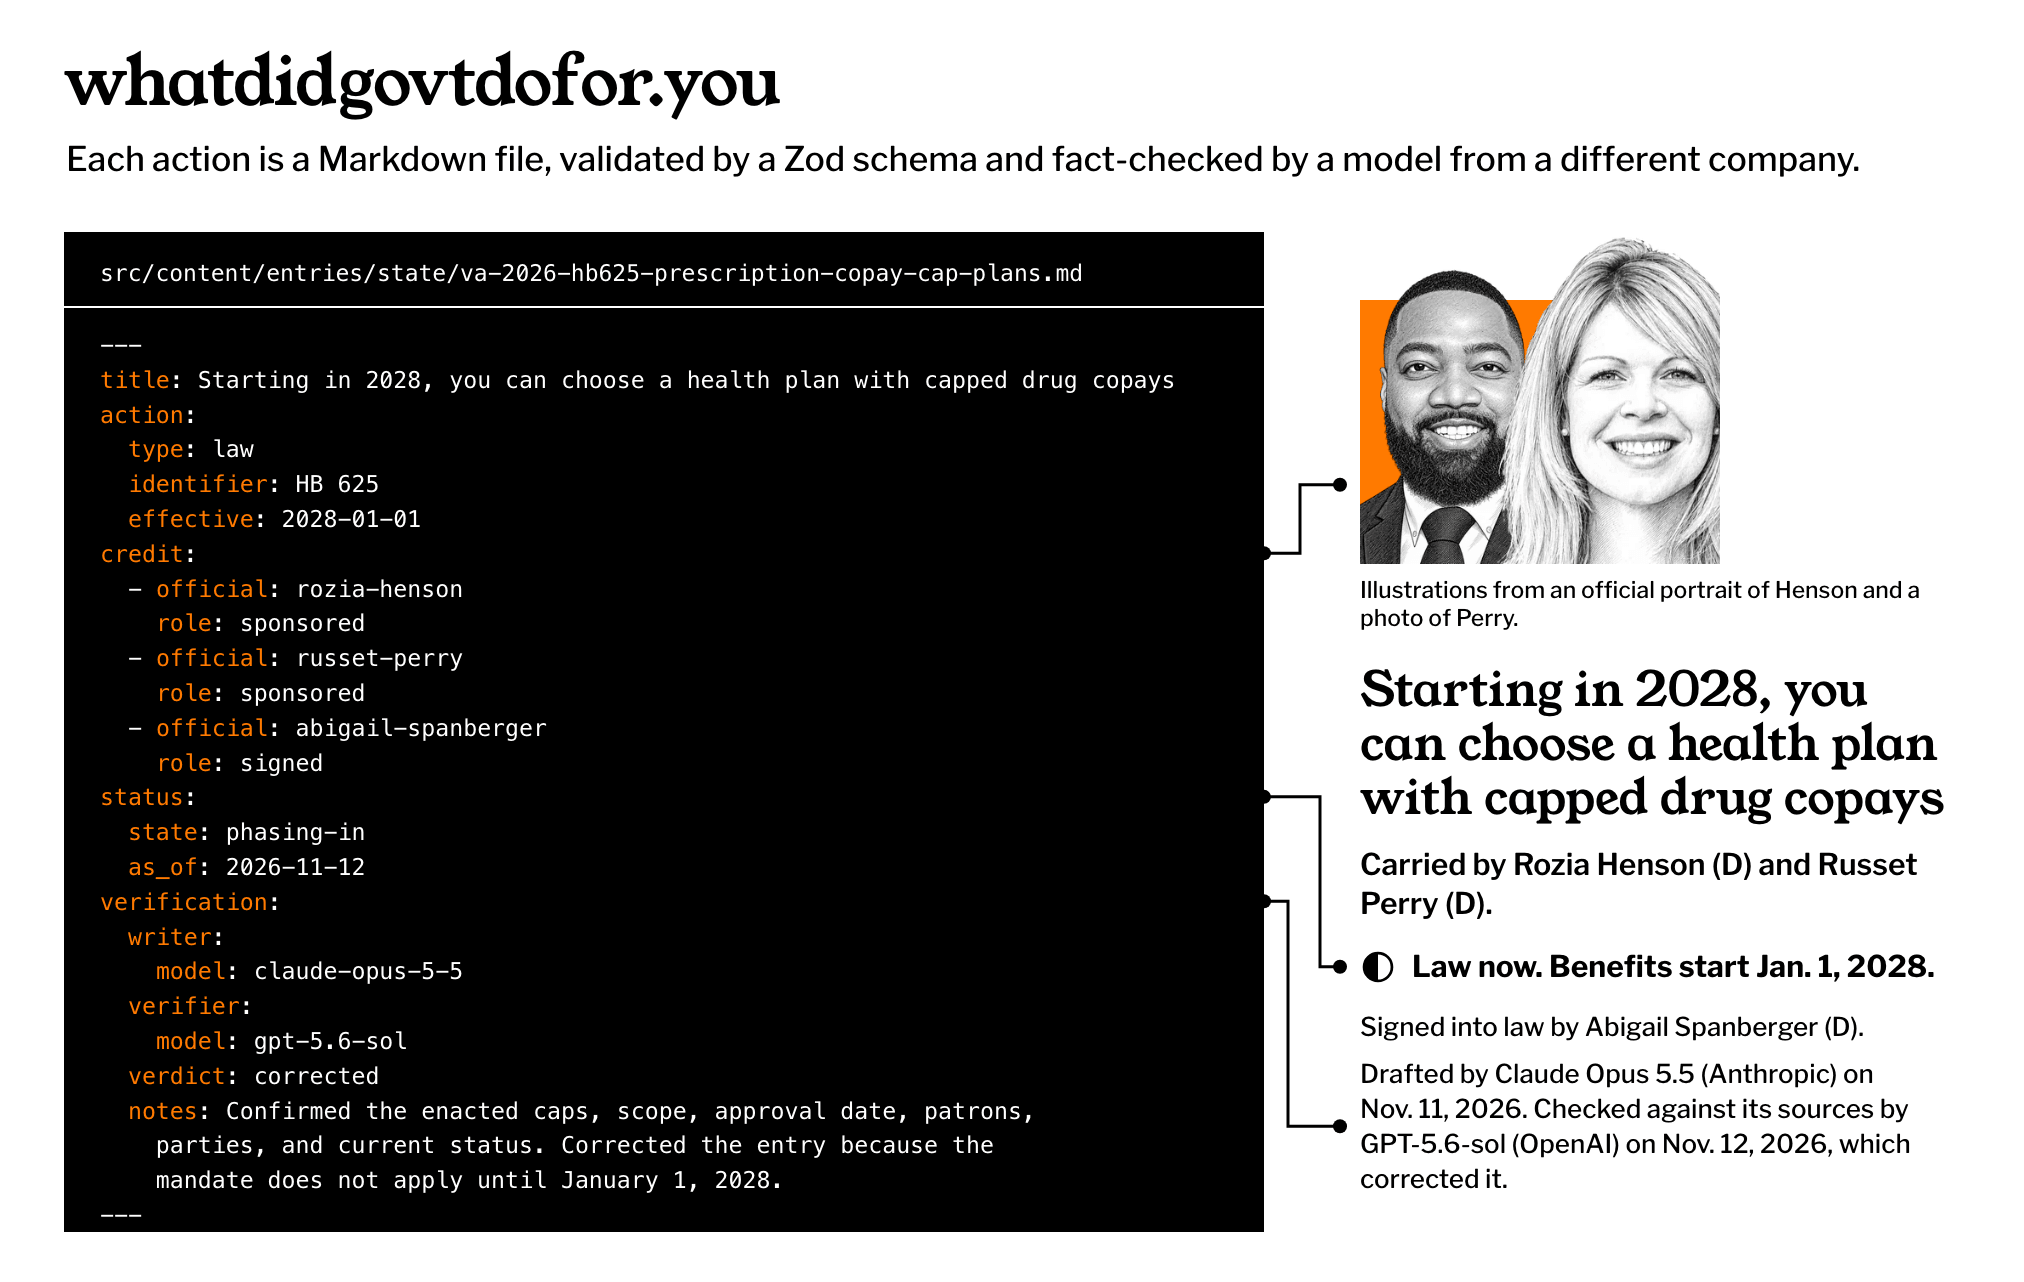 whatdidgovtdofor.you
Each action is a Markdown file, validated by a Zod schema and fact-checked by a model from a different company.
src/content/entries/state/va-2026-hb625-prescription-copay-cap-plans.md
---
title: Starting in 2028, you can choose a health plan with capped drug copays
action:
  type: law
  identifier: HB 625
  effective: 2028-01-01
credit:
  - official: rozia-henson
    role: sponsored
  - official: russet-perry
    role: sponsored
  - official: abigail-spanberger
    role: signed
status:
  state: phasing-in
  as_of: 2026-11-12
verification:
  writer:
    model: claude-opus-5-5
  verifier:
    model: gpt-5.6-sol
  verdict: corrected
  notes: Confirmed the enacted caps, scope, approval date, patrons,
    parties, and current status. Corrected the entry because the
    mandate does not apply until January 1, 2028.
---
Illustrations from an official portrait of Henson and a
photo of Perry.
Starting in 2028, you
can choose a health plan
with capped drug copays
Carried by Rozia Henson (D) and Russet
Perry (D).
Law now. Benefits start Jan. 1, 2028.
Signed into law by Abigail Spanberger (D).
Drafted by Claude Opus 5.5 (Anthropic) on
Nov. 11, 2026. Checked against its sources by
GPT-5.6-sol (OpenAI) on Nov. 12, 2026, which
corrected it.